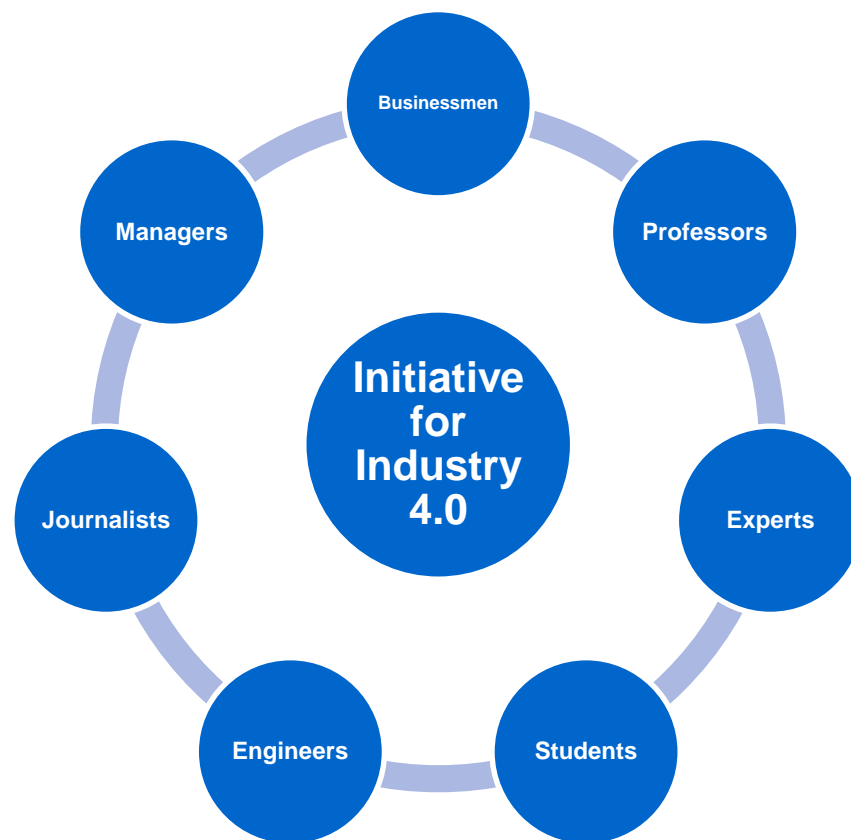 Businessmen
Managers
Professors
Initiative
for
Industry
4.0
Journalists
Experts
Engineers
Students